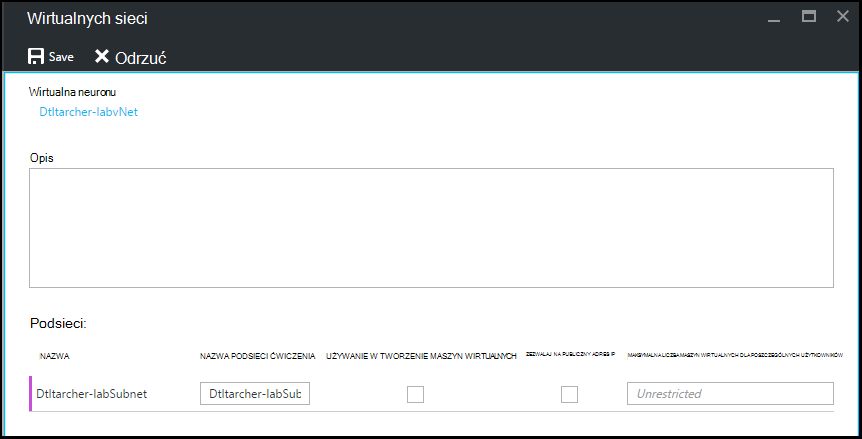 Wirtualnych sieci
Save Odrzuć
Wirtualna neuronu
Dtltarcher-labvNet
Opis
Podsieci:
NAZWA NAZWA PODSIECI ĆWICZENIA UŻYWANIE W TWORZENIE MASZYN WIRTUALNYCH ZEZWALAJ NA PUBLICZNY ADRES IP MAKSYMALNA LICZBA MASZYN WIRTUALNYCH DLA POSZCZEGÓLNYCH UŻYTKOWNIKÓW
Dtltarcher-labSubnet Dtltarcher-labSub Unrestricted